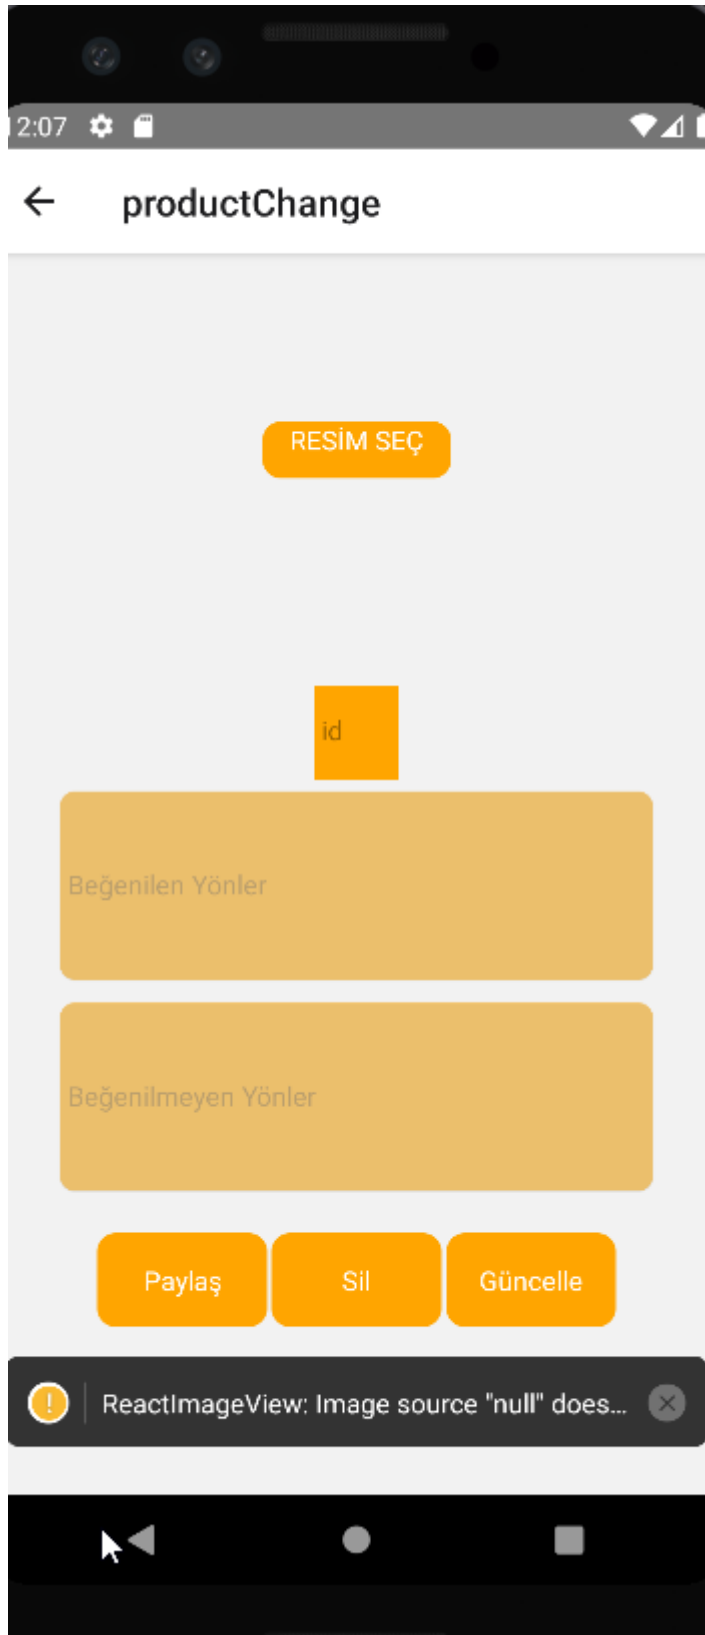 2:07
productChange
RESİM SEÇ
id
Beğenilen Yönler
Beğenilmeyen Yönler
Paylaş Sil Güncelle
ReactImageView: Image source "null" does...